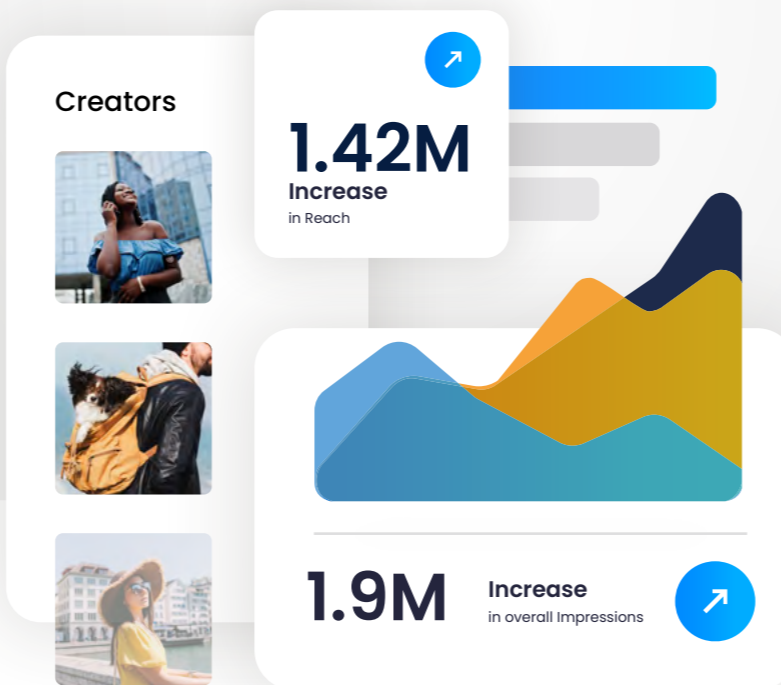 Creators
1.42M
Increase
in Reach
1.9M
Increase
in overall Impressions